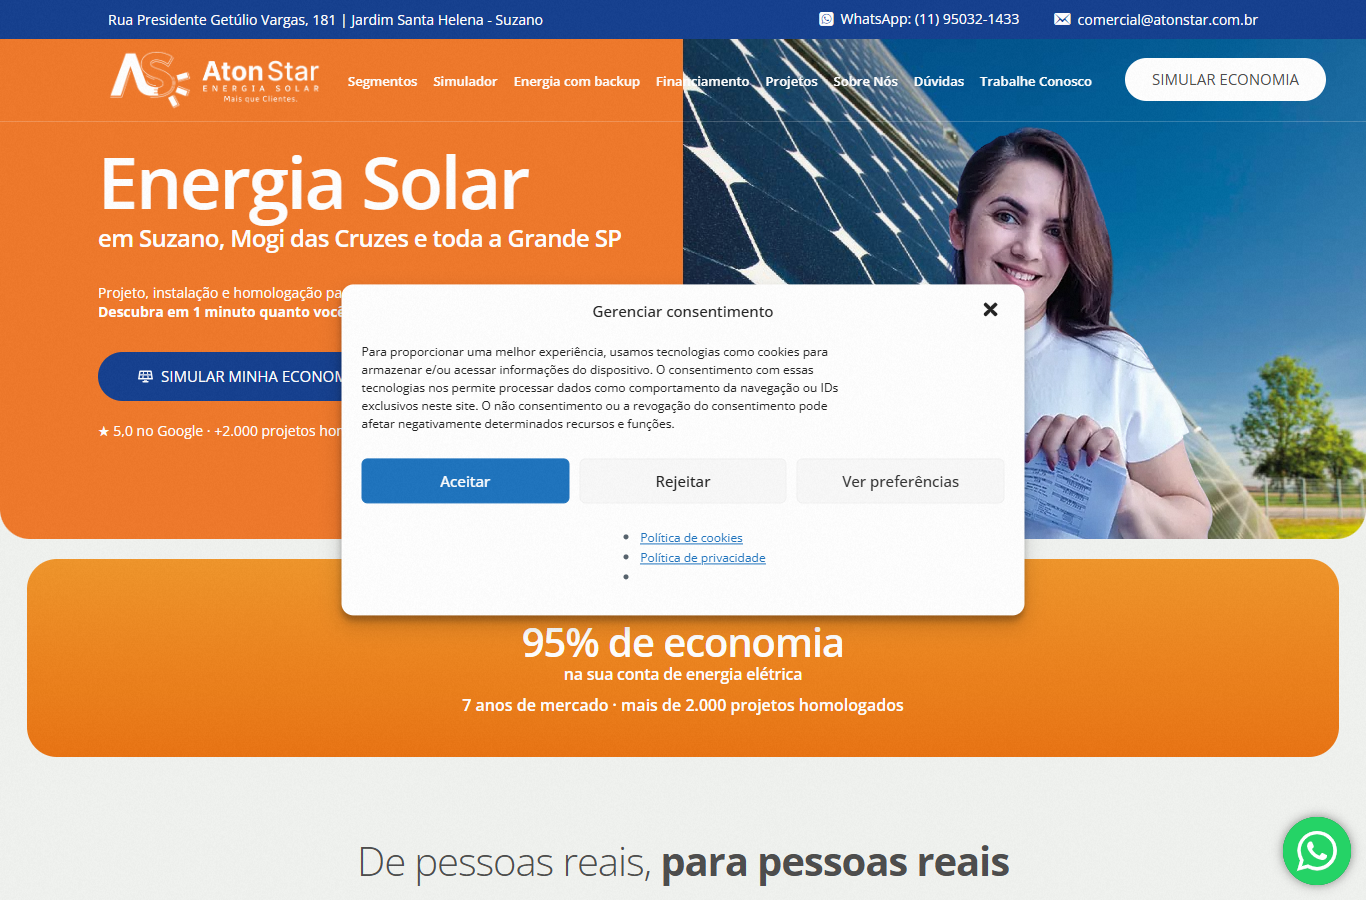 Rua Presidente Getúlio Vargas, 181 | Jardim Santa Helena - Suzano
WhatsApp: (11) 95032-1433
comercial@atonstar.com.br
AS
Aton Star
ENERGIA SOLAR
Mais que Clientes.
Segmentos
Simulador
Energia com backup
Financiamento
Projetos
Sobre Nós
Dúvidas
Trabalhe Conosco
SIMULAR ECONOMIA
Energia Solar
em Suzano, Mogi das Cruzes e toda a Grande SP
Projeto, instalação e homologação pa
Descubra em 1 minuto quanto você
SIMULAR MINHA ECONOM
★ 5,0 no Google · +2.000 projetos hom
Gerenciar consentimento
Para proporcionar uma melhor experiência, usamos tecnologias como cookies para
armazenar e/ou acessar informações do dispositivo. O consentimento com essas
tecnologias nos permite processar dados como comportamento da navegação ou IDs
exclusivos neste site. O não consentimento ou a revogação do consentimento pode
afetar negativamente determinados recursos e funções.
Aceitar
Rejeitar
Ver preferências
Política de cookies
Política de privacidade
95% de economia
na sua conta de energia elétrica
7 anos de mercado · mais de 2.000 projetos homologados
De pessoas reais, para pessoas reais